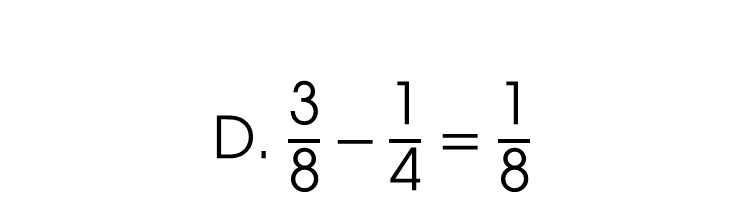 D. 3/8 − 1/4 = 1/8